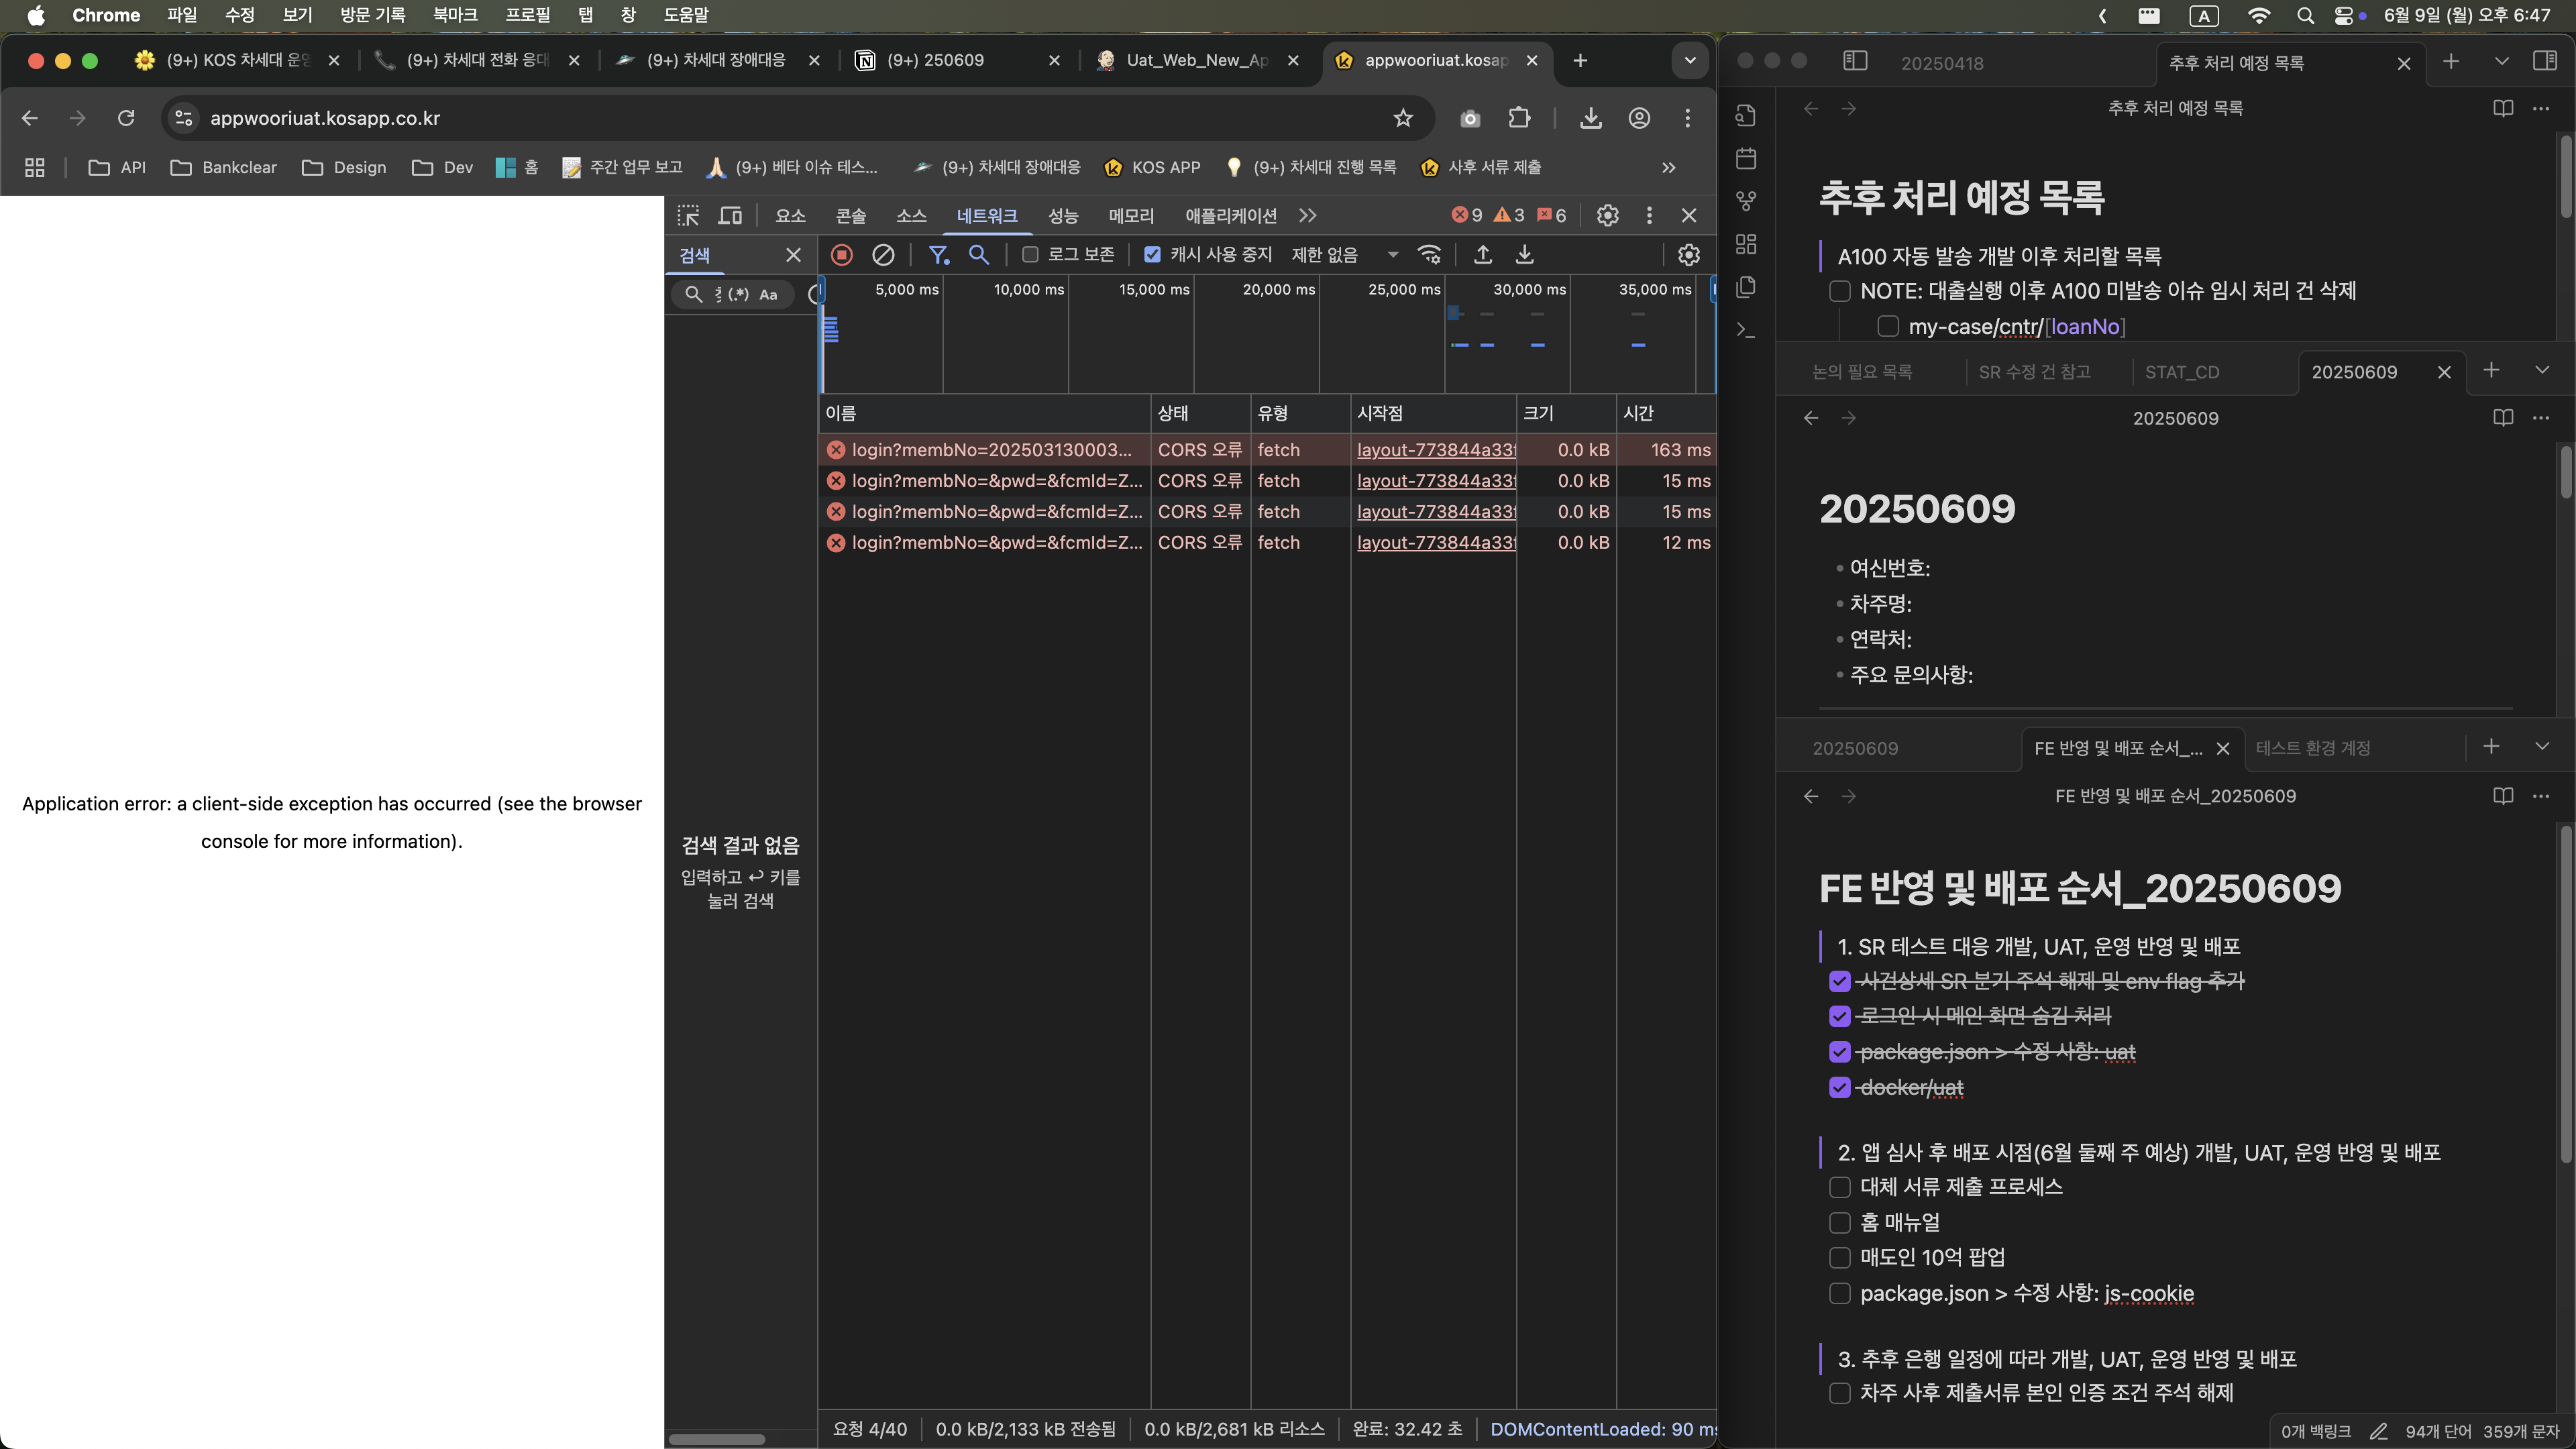 Chrome 파일 수정 보기 방문 기록 북마크 프로필 탭 창 도움말
A 6월 9일 (월) 오후 6:47
(9+) KOS 차세대 운영
(9+) 차세대 전화 응대
(9+) 차세대 장애대응
(9+) 250609
Uat_Web_New_Ap
appwooriuat.kosap
appwooriuat.kosapp.co.kr
API
Bankclear
Design
Dev
홈
주간 업무 보고
(9+) 베타 이슈 테스...
(9+) 차세대 장애대응
KOS APP
(9+) 차세대 진행 목록
사후 서류 제출
Application error: a client-side exception has occurred (see the browser
console for more information).
요소 콘솔 소스 네트워크 성능 메모리 애플리케이션
9 3 6
검색
로그 보존 캐시 사용 중지 제한 없음
(.*) Aa
5,000 ms 10,000 ms 15,000 ms 20,000 ms 25,000 ms 30,000 ms 35,000 ms
이름 상태 유형 시작점 크기 시간
login?membNo=202503130003... CORS 오류 fetch layout-773844a33f 0.0 kB 163 ms
login?membNo=&pwd=&fcmId=Z... CORS 오류 fetch layout-773844a33f 0.0 kB 15 ms
login?membNo=&pwd=&fcmId=Z... CORS 오류 fetch layout-773844a33f 0.0 kB 15 ms
login?membNo=&pwd=&fcmId=Z... CORS 오류 fetch layout-773844a33f 0.0 kB 12 ms
검색 결과 없음
입력하고 ↩ 키를
눌러 검색
요청 4/40 0.0 kB/2,133 kB 전송됨 0.0 kB/2,681 kB 리소스 완료: 32.42 초 DOMContentLoaded: 90 ms
20250418
추후 처리 예정 목록
추후 처리 예정 목록
추후 처리 예정 목록
A100 자동 발송 개발 이후 처리할 목록
NOTE: 대출실행 이후 A100 미발송 이슈 임시 처리 건 삭제
my-case/cntr/[loanNo]
논의 필요 목록 SR 수정 건 참고 STAT_CD 20250609
20250609
20250609
여신번호:
차주명:
연락처:
주요 문의사항:
20250609 FE 반영 및 배포 순서_... 테스트 환경 계정
FE 반영 및 배포 순서_20250609
FE 반영 및 배포 순서_20250609
1. SR 테스트 대응 개발, UAT, 운영 반영 및 배포
사건상세 SR 분기 주석 해제 및 env flag 추가
로그인 시 메인 화면 숨김 처리
package.json > 수정 사항: uat
docker/uat
2. 앱 심사 후 배포 시점(6월 둘째 주 예상) 개발, UAT, 운영 반영 및 배포
대체 서류 제출 프로세스
홈 매뉴얼
매도인 10억 팝업
package.json > 수정 사항: js-cookie
3. 추후 은행 일정에 따라 개발, UAT, 운영 반영 및 배포
차주 사후 제출서류 본인 인증 조건 주석 해제
0개 백링크 94개 단어 359개 문자